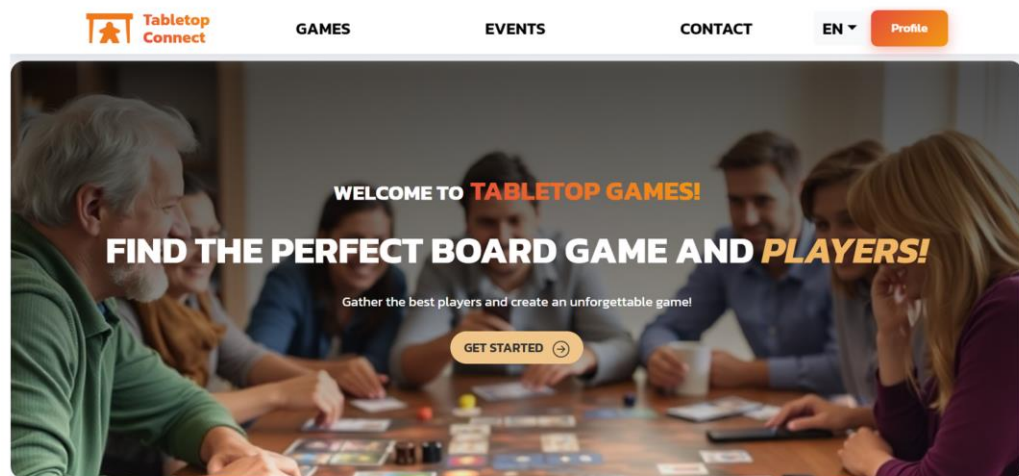 Tabletop
Connect
GAMES
EVENTS
CONTACT
EN
Profile
WELCOME TO TABLETOP GAMES!
FIND THE PERFECT BOARD GAME AND PLAYERS!
Gather the best players and create an unforgettable game!
GET STARTED